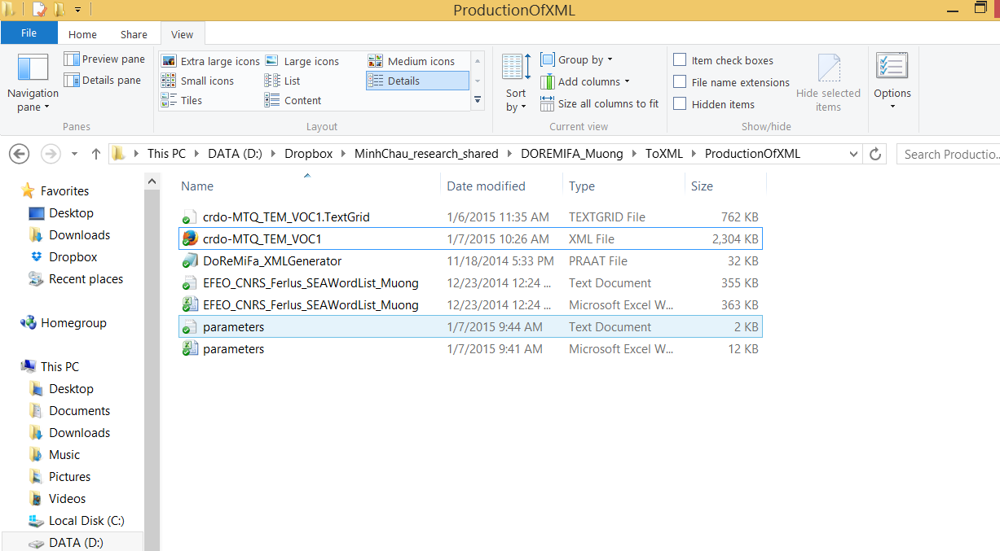 ProductionOfXML
File Home Share View
Navigation pane
Preview pane
Details pane
Panes
Extra large icons Large icons Medium icons
Small icons List Details
Tiles Content
Layout
Sort by
Group by
Add columns
Size all columns to fit
Current view
Item check boxes
File name extensions
Hidden items
Hide selected items
Show/hide
Options
This PC DATA (D:) Dropbox MinhChau_research_shared DOREMIFA_Muong ToXML ProductionOfXML
Search Productio...
Favorites
Desktop
Downloads
Dropbox
Recent places
Homegroup
This PC
Desktop
Documents
Downloads
Music
Pictures
Videos
Local Disk (C:)
DATA (D:)
Name Date modified Type Size
crdo-MTQ_TEM_VOC1.TextGrid 1/6/2015 11:35 AM TEXTGRID File 762 KB
crdo-MTQ_TEM_VOC1 1/7/2015 10:26 AM XML File 2,304 KB
DoReMiFa_XMLGenerator 11/18/2014 5:33 PM PRAAT File 32 KB
EFEO_CNRS_Ferlus_SEAWordList_Muong 12/23/2014 12:24 ... Text Document 355 KB
EFEO_CNRS_Ferlus_SEAWordList_Muong 12/23/2014 12:24 ... Microsoft Excel W... 363 KB
parameters 1/7/2015 9:44 AM Text Document 2 KB
parameters 1/7/2015 9:41 AM Microsoft Excel W... 12 KB